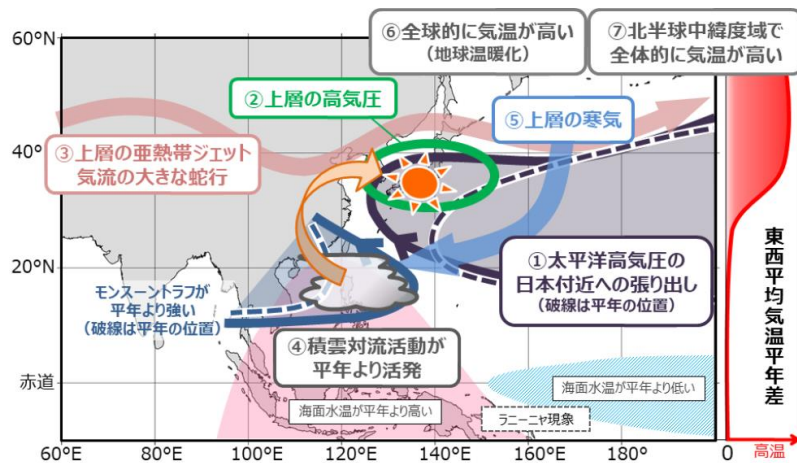 60°N
⑥全球的に気温が高い
（地球温暖化）
⑦北半球中緯度域で
全体的に気温が高い
②上層の高気圧
⑤上層の寒気
40°
③上層の亜熱帯ジェット
気流の大きな蛇行
20°N
①太平洋高気圧の
日本付近への張り出し
（破線は平年の位置）
モンスーントラフが
平年より強い
（破線は平年の位置）
④積雲対流活動が
平年より活発
赤道
海面水温が平年より高い
海面水温が平年より低い
ラニーニャ現象
60°E
80°E
100°E
120°E
140°E
160°E
180°
東西平均気温平年差
高温